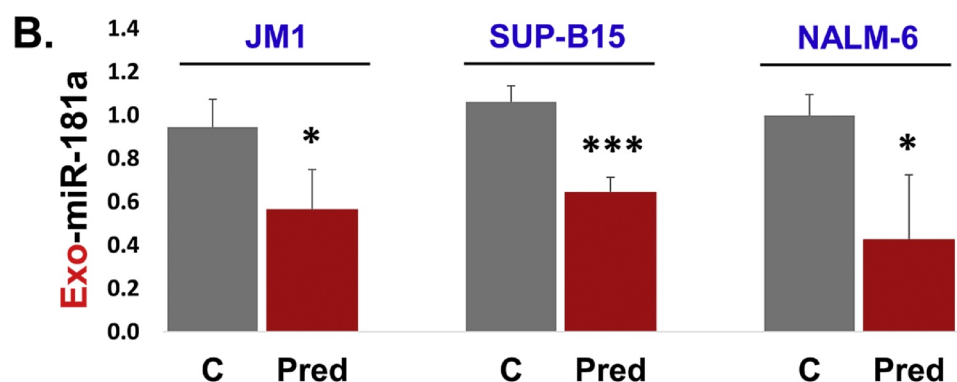 B.
JM1 SUP-B15 NALM-6
Exo-miR-181a
1.4
1.2
1.0
0.8
0.6
0.4
0.2
0.0
* *** *
C Pred C Pred C Pred